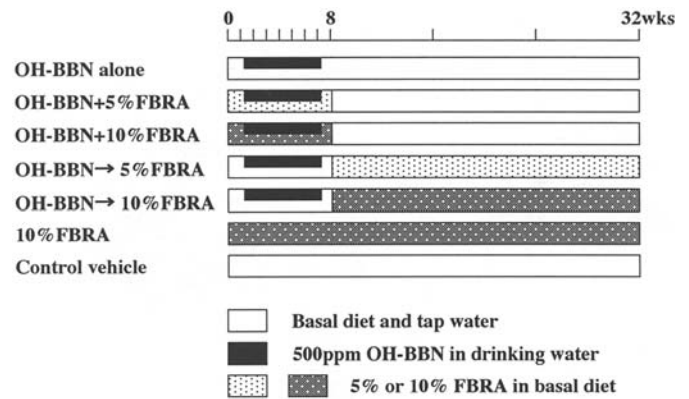 0 8 32wks
OH-BBN alone
OH-BBN+5%FBRA
OH-BBN+10%FBRA
OH-BBN→ 5%FBRA
OH-BBN→ 10%FBRA
10%FBRA
Control vehicle
Basal diet and tap water
500ppm OH-BBN in drinking water
5% or 10% FBRA in basal diet